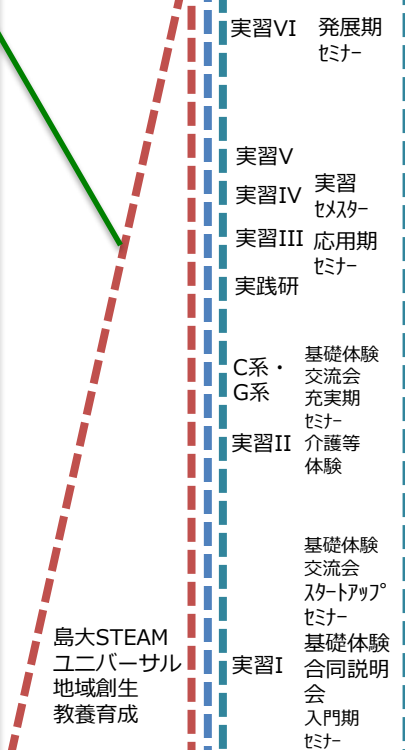 実習VI
発展期
ｾﾐﾅｰ
実習V
実習IV
実習
ｾﾒｽﾀｰ
実習III
応用期
ｾﾐﾅｰ
実践研
C系・
G系
基礎体験
交流会
充実期
ｾﾐﾅｰ
実習II
介護等
体験
基礎体験
交流会
ｽﾀｰﾄｱｯﾌﾟ
ｾﾐﾅｰ
島大STEAM
ユニバーサル
地域創生
教養育成
実習I
基礎体験
合同説明
会
入門期
ｾﾐﾅｰ